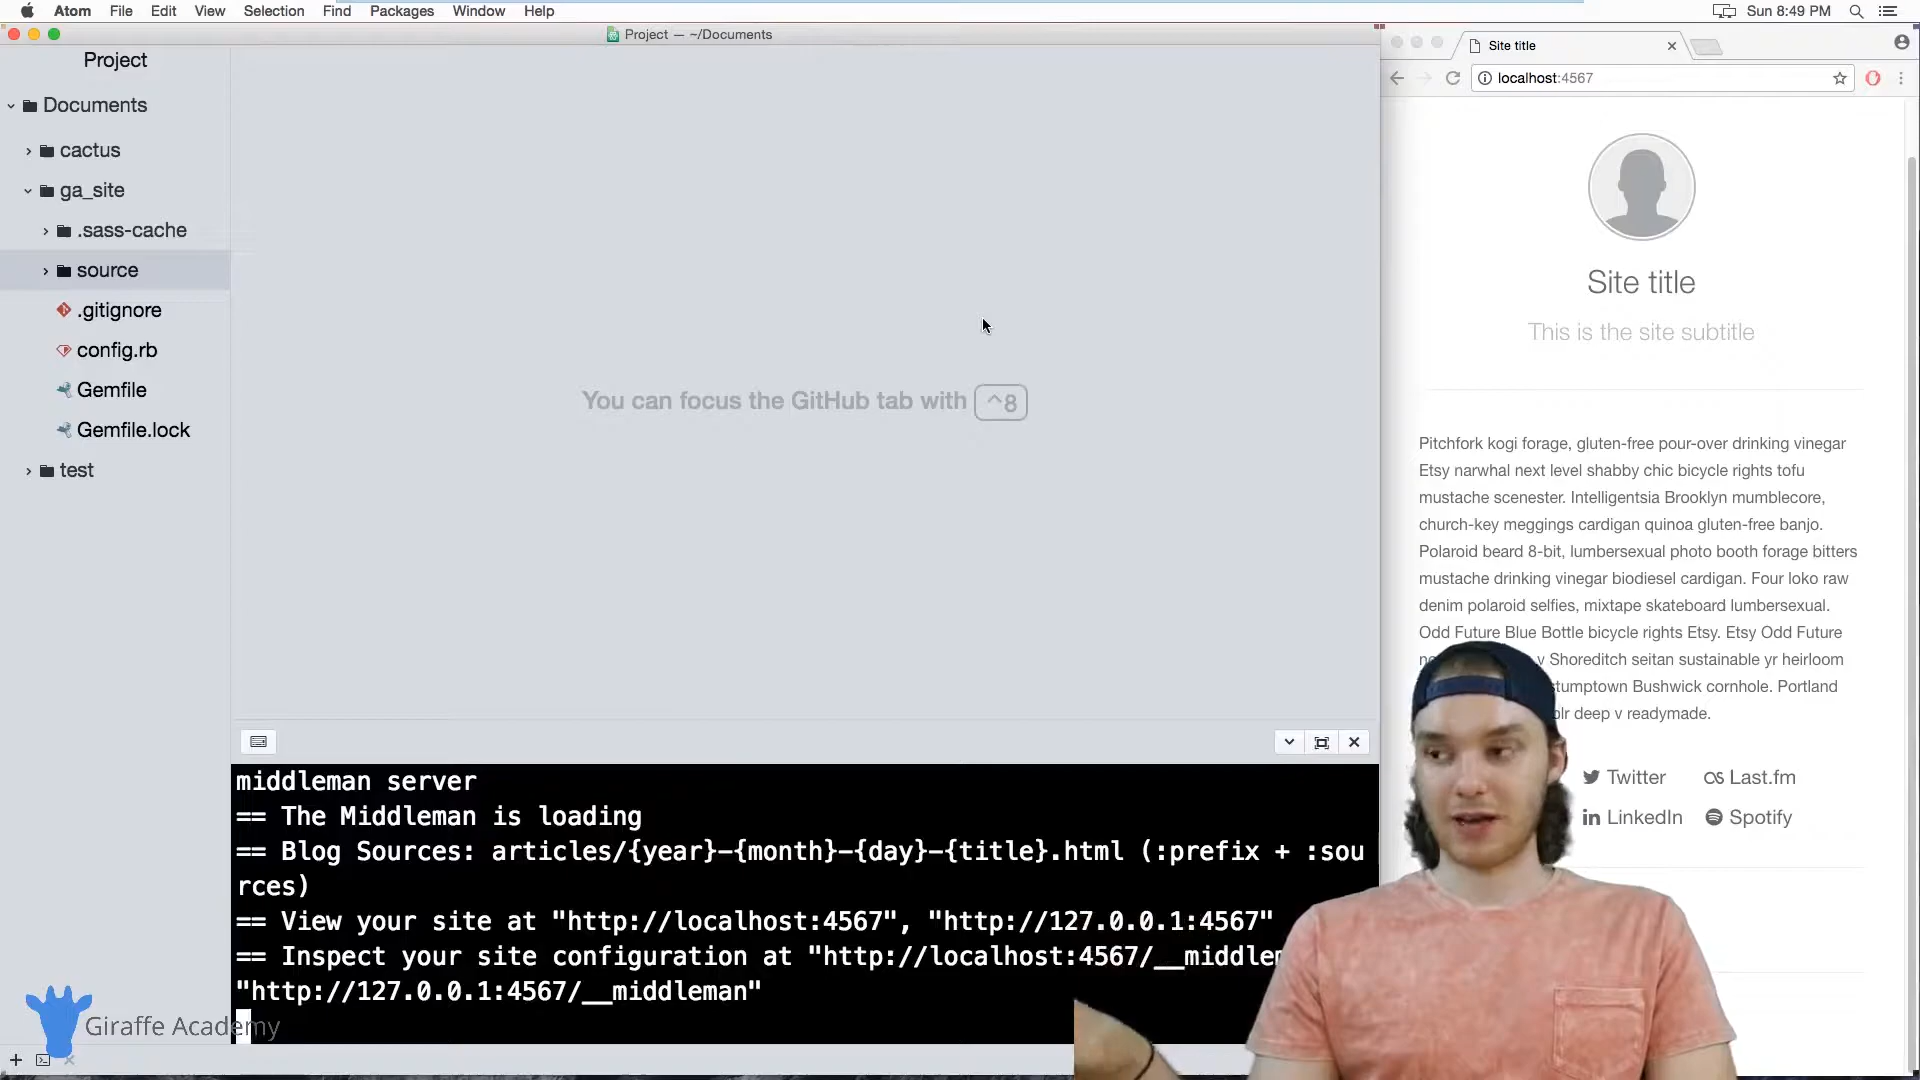 Atom File Edit View Selection Find Packages Window Help
Sun 8:49 PM
Project — ~/Documents
Site title
localhost:4567
Project
Documents
cactus
ga_site
.sass-cache
source
.gitignore
config.rb
Gemfile
Gemfile.lock
test
You can focus the GitHub tab with ^8
middleman server
== The Middleman is loading
== Blog Sources: articles/{year}-{month}-{day}-{title}.html (:prefix + :sou
rces)
== View your site at "http://localhost:4567", "http://127.0.0.1:4567"
== Inspect your site configuration at "http://localhost:4567/__middlem
"http://127.0.0.1:4567/__middleman"
Giraffe Academy
Site title
This is the site subtitle
Pitchfork kogi forage, gluten-free pour-over drinking vinegar
Etsy narwhal next level shabby chic bicycle rights tofu
mustache scenester. Intelligentsia Brooklyn mumblecore,
church-key meggings cardigan quinoa gluten-free banjo.
Polaroid beard 8-bit, lumbersexual photo booth forage bitters
mustache drinking vinegar biodiesel cardigan. Four loko raw
denim polaroid selfies, mixtape skateboard lumbersexual.
Odd Future Blue Bottle bicycle rights Etsy. Etsy Odd Future
v Shoreditch seitan sustainable yr heirloom
stumptown Bushwick cornhole. Portland
deep v readymade.
Twitter Last.fm
LinkedIn Spotify